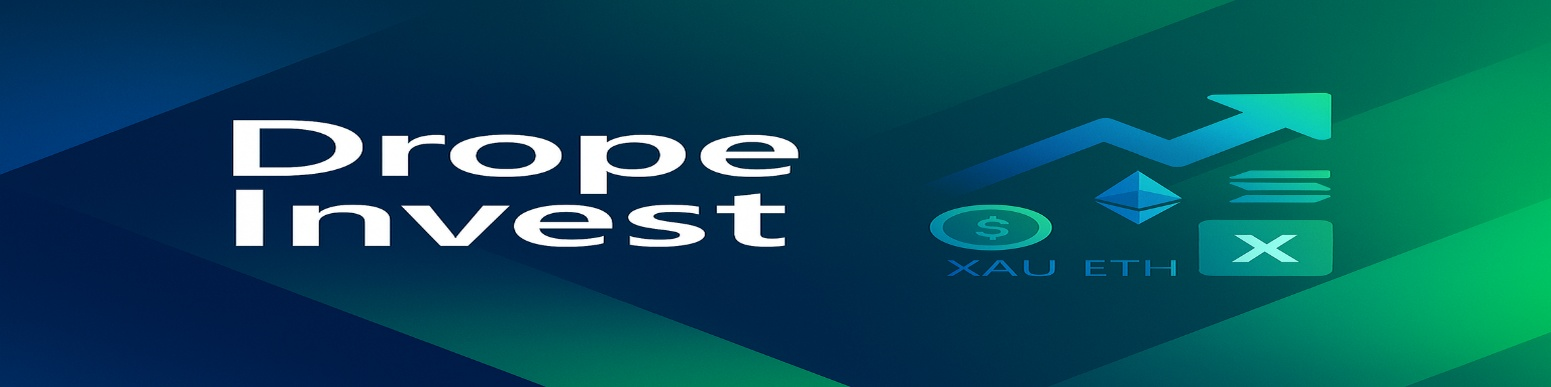 Drope
Invest
$
X
XAU ETH